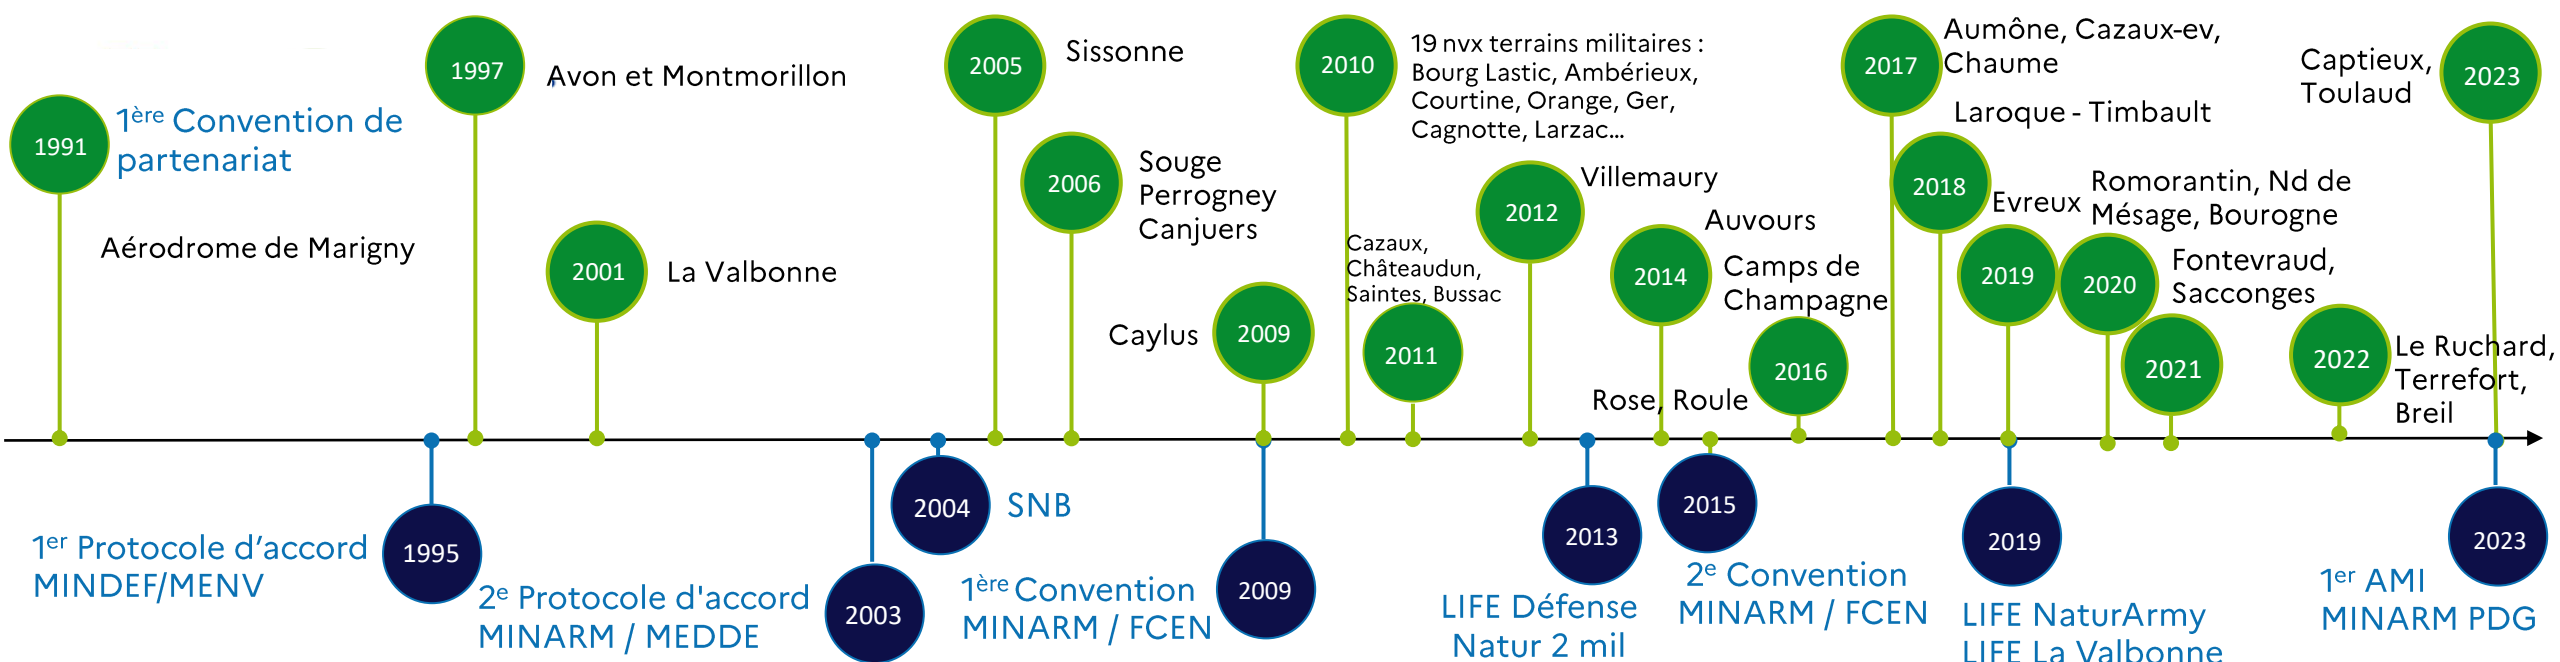 1991
1ère Convention de
partenariat
Aérodrome de Marigny
1er Protocole d’accord
MINDEF/MENV
1995
1997
Avon et Montmorillon
2001
La Valbonne
2e Protocole d'accord
MINARM / MEDDE
2003
2004
SNB
2005
Sissonne
2006
Souge
Perrogney
Canjuers
Caylus
2009
1ère Convention
MINARM / FCEN
2009
2010
19 nvx terrains militaires :
Bourg Lastic, Ambérieux,
Courtine, Orange, Ger,
Cagnotte, Larzac...
Cazaux,
Châteaudun,
Saintes, Bussac
2011
2012
Villemaury
2013
LIFE Défense
Natur 2 mil
2014
Auvours
Rose, Roule
2015
2e Convention
MINARM / FCEN
Camps de
Champagne
2016
2017
Aumône, Cazaux-ev,
Chaume
2018
Laroque - Timbault
Evreux
2019
2019
LIFE NaturArmy
LIFE La Valbonne
Romorantin, Nd de
Mésage, Bourogne
2020
Fontevraud,
Sacconges
2021
2022
Le Ruchard,
Terrefort,
Breil
Captieux,
Toulaud
2023
2023
1er AMI
MINARM PDG